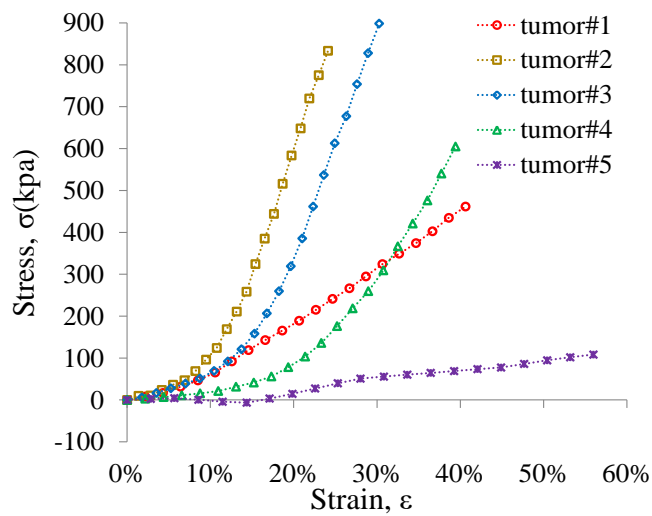 900
800
700
600
500
400
300
200
100
0
-100
Stress, σ(kpa)
tumor#1
tumor#2
tumor#3
tumor#4
tumor#5
0% 10% 20% 30% 40% 50% 60%
Strain, ε